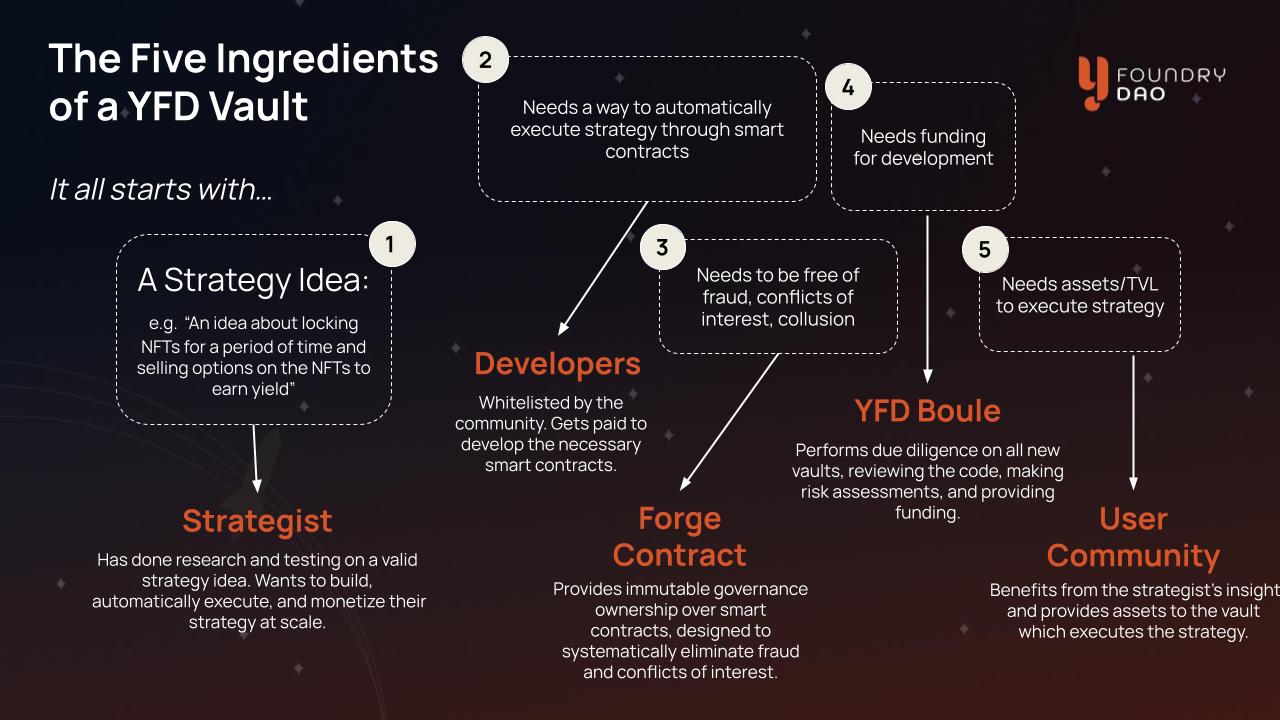 The Five Ingredients
of a YFD Vault
It all starts with...
1
A Strategy Idea:
e.g. “An idea about locking
NFTs for a period of time and
selling options on the NFTs to
earn yield”
Strategist
Has done research and testing on a valid
strategy idea. Wants to build,
automatically execute, and monetize their
strategy at scale.
2
Needs a way to automatically
execute strategy through smart
contracts
Developers
Whitelisted by the
community. Gets paid to
develop the necessary
smart contracts.
3
Needs to be free of
fraud, conflicts of
interest, collusion
Forge
Contract
Provides immutable governance
ownership over smart
contracts, designed to
systematically eliminate fraud
and conflicts of interest.
4
Needs funding
for development
YFD Boule
Performs due diligence on all new
vaults, reviewing the code, making
risk assessments, and providing
funding.
5
Needs assets/TVL
to execute strategy
User
Community
Benefits from the strategist's insight
and provides assets to the vault
which executes the strategy.
FOUNDRY
DAO